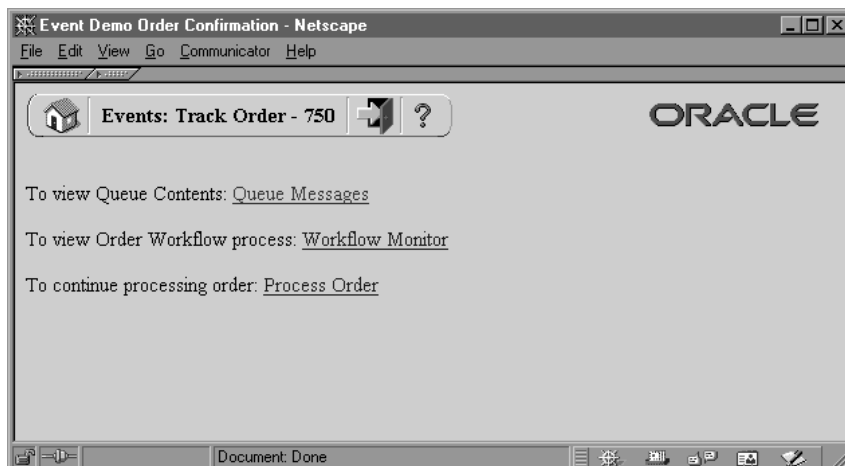 Event Demo Order Confirmation - Netscape
File Edit View Go Communicator Help
Events: Track Order - 750 ? ORACLE
To view Queue Contents: Queue Messages
To view Order Workflow process: Workflow Monitor
To continue processing order: Process Order
Document: Done